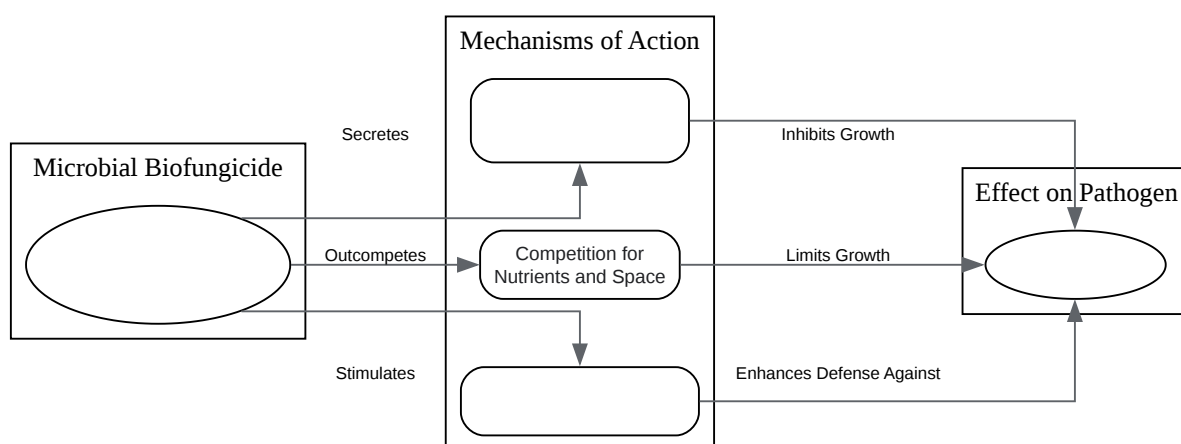 Mechanisms of Action
Secretes
Inhibits Growth
Microbial Biofungicide
Effect on Pathogen
Outcompetes
Competition for
Nutrients and Space
Limits Growth
Stimulates
Enhances Defense Against